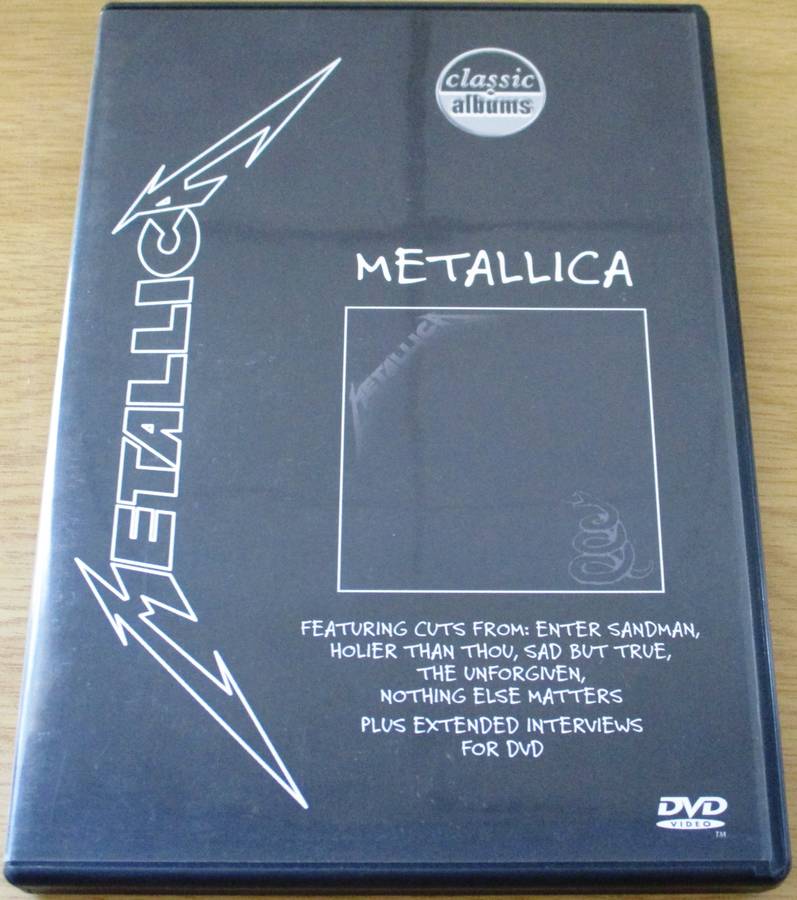 classic
albums
METALLICA
METALLICA
METALLICA
FEATURING CUTS FROM: ENTER SANDMAN,
HOLIER THAN THOU, SAD BUT TRUE,
THE UNFORGIVEN,
NOTHING ELSE MATTERS
PLUS EXTENDED INTERVIEWS
FOR DVD
DVD
VIDEO
TM